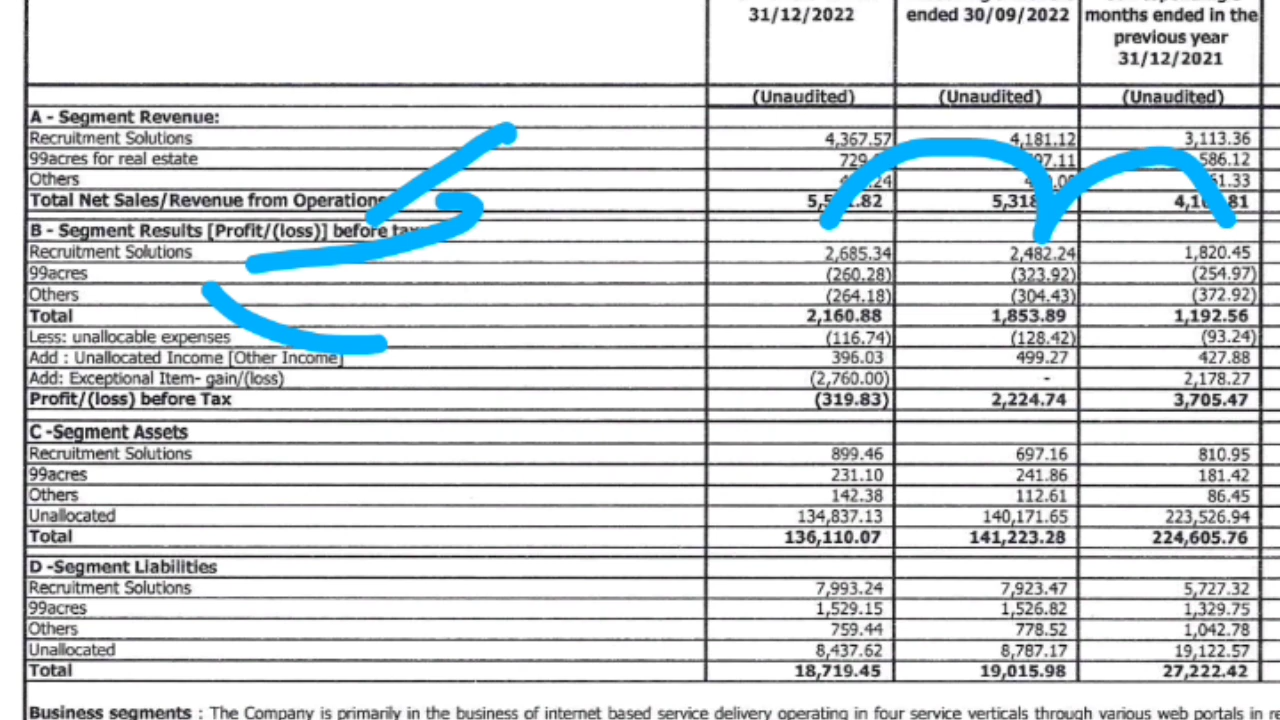 31/12/2022 ended 30/09/2022 months ended in the
previous year
31/12/2021
(Unaudited) (Unaudited) (Unaudited)
A - Segment Revenue:
Recruitment Solutions 4,367.57 4,181.12 3,113.36
99acres for real estate 586.12
Others
Total Net Sales/Revenue from Operations
B - Segment Results [Profit/(loss)] before tax
Recruitment Solutions 2,685.34 2,482.24 1,820.45
99acres (260.28) (323.92) (254.97)
Others (264.18) (304.43) (372.92)
Total 2,160.88 1,853.89 1,192.56
Less: unallocable expenses (116.74) (128.42) (93.24)
Add : Unallocated Income [Other Income] 396.03 499.27 427.88
Add: Exceptional Item- gain/(loss) (2,760.00) - 2,178.27
Profit/(loss) before Tax (319.83) 2,224.74 3,705.47
C -Segment Assets
Recruitment Solutions 899.46 697.16 810.95
99acres 231.10 241.86 181.42
Others 142.38 112.61 86.45
Unallocated 134,837.13 140,171.65 223,526.94
Total 136,110.07 141,223.28 224,605.76
D -Segment Liabilities
Recruitment Solutions 7,993.24 7,923.47 5,727.32
99acres 1,529.15 1,526.82 1,329.75
Others 759.44 778.52 1,042.78
Unallocated 8,437.62 8,787.17 19,122.57
Total 18,719.45 19,015.98 27,222.42
Business segments : The Company is primarily in the business of internet based service delivery operating in four service verticals through various web portals in